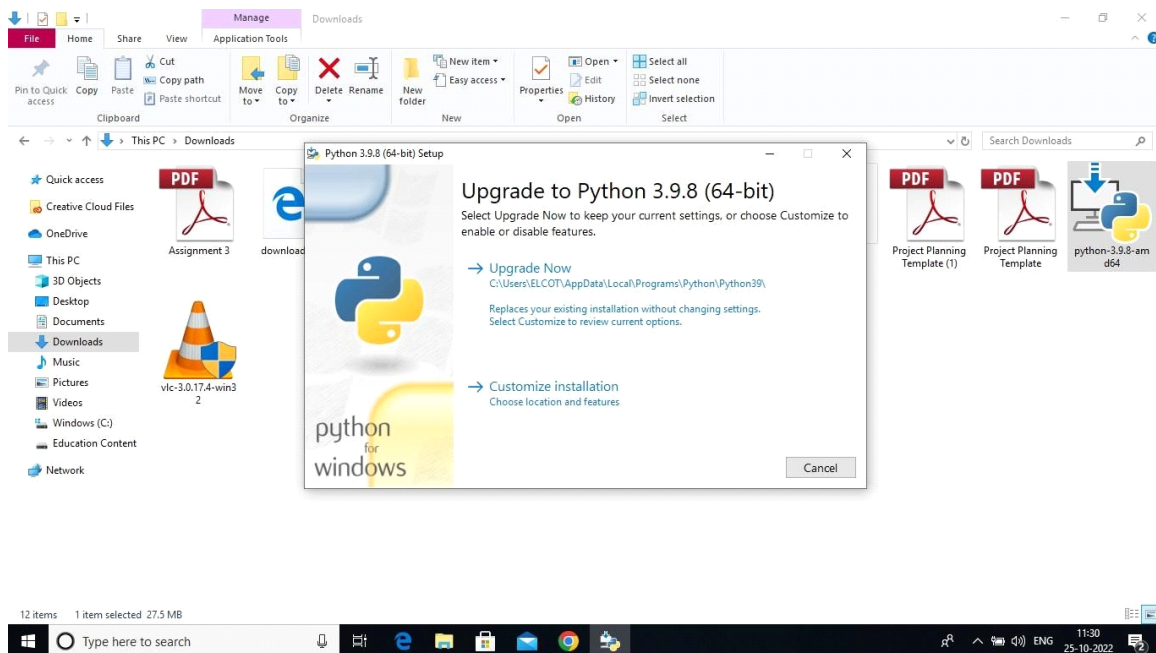 Manage
Downloads
File
Home
Share
View
Application Tools
Pin to Quick
access
Copy
Paste
Cut
Copy path
Paste shortcut
Clipboard
Move
to
Copy
to
Delete
Rename
Organize
New
folder
New item
Easy access
New
Properties
Open
Edit
History
Open
Select all
Select none
Invert selection
Select
This PC
Downloads
Search Downloads
Quick access
Creative Cloud Files
OneDrive
This PC
3D Objects
Desktop
Documents
Downloads
Music
Pictures
Videos
Windows (C:)
Education Content
Network
PDF
Assignment 3
download
vlc-3.0.17.4-win3
2
Python 3.9.8 (64-bit) Setup
Upgrade to Python 3.9.8 (64-bit)
Select Upgrade Now to keep your current settings, or choose Customize to
enable or disable features.
Upgrade Now
C:\Users\ELCOT\AppData\Local\Programs\Python\Python39\
Replaces your existing installation without changing settings.
Select Customize to review current options.
Customize installation
Choose location and features
python
for
windows
Cancel
PDF
Project Planning
Template (1)
PDF
Project Planning
Template
python-3.9.8-am
d64
12 items
1 item selected 27.5 MB
Type here to search
ENG
11:30
25-10-2022
2